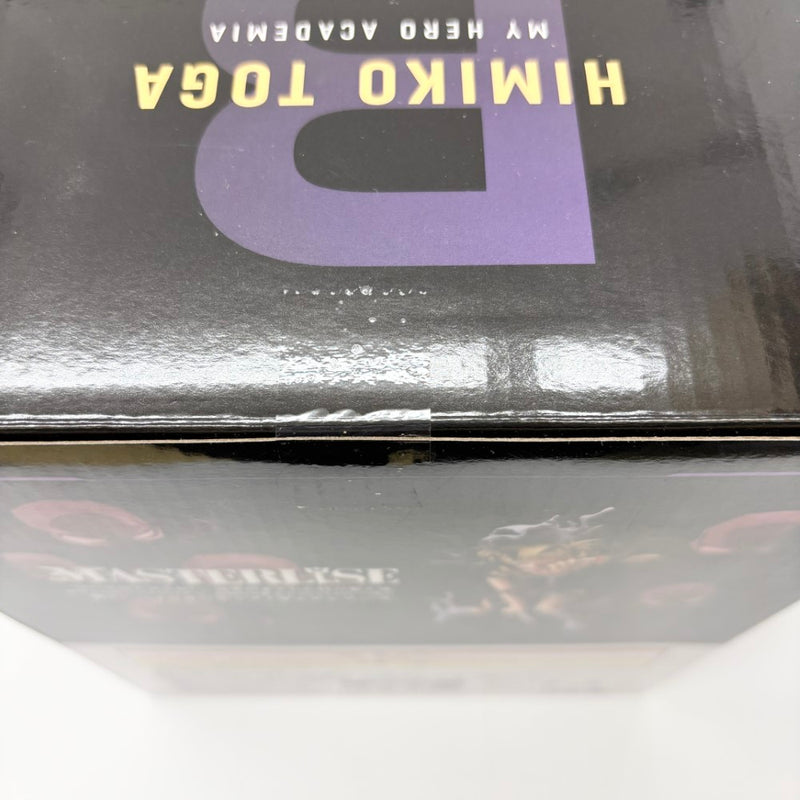 B
HIMIKO TOGA
MY HERO ACADEMIA
MASTERLISE